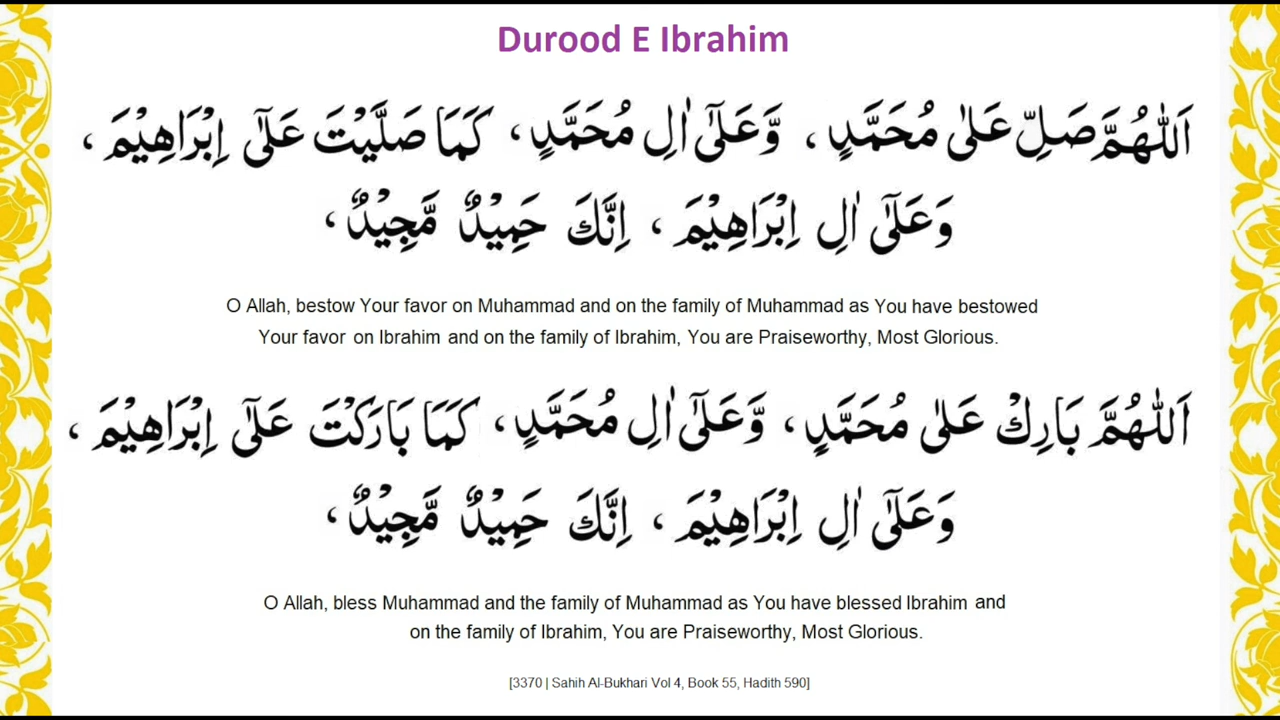 Durood E Ibrahim
اَللّٰهُمَّ صَلِّ عَلٰى مُحَمَّدٍ ، وَّعَلٰٓى اٰلِ مُحَمَّدٍ ، كَمَا صَلَّيْتَ عَلٰٓى اِبْرَاهِيْمَ ،
وَعَلٰٓى اٰلِ اِبْرَاهِيْمَ ، اِنَّكَ حَمِيْدٌ مَّجِيْدٌ ،
O Allah, bestow Your favor on Muhammad and on the family of Muhammad as You have bestowed
Your favor on Ibrahim and on the family of Ibrahim, You are Praiseworthy, Most Glorious.
اَللّٰهُمَّ بَارِكْ عَلٰى مُحَمَّدٍ ، وَّعَلٰٓى اٰلِ مُحَمَّدٍ ، كَمَا بَارَكْتَ عَلٰٓى اِبْرَاهِيْمَ ،
وَعَلٰٓى اٰلِ اِبْرَاهِيْمَ ، اِنَّكَ حَمِيْدٌ مَّجِيْدٌ ،
O Allah, bless Muhammad and the family of Muhammad as You have blessed Ibrahim and
on the family of Ibrahim, You are Praiseworthy, Most Glorious.
[3370 | Sahih Al-Bukhari Vol 4, Book 55, Hadith 590]